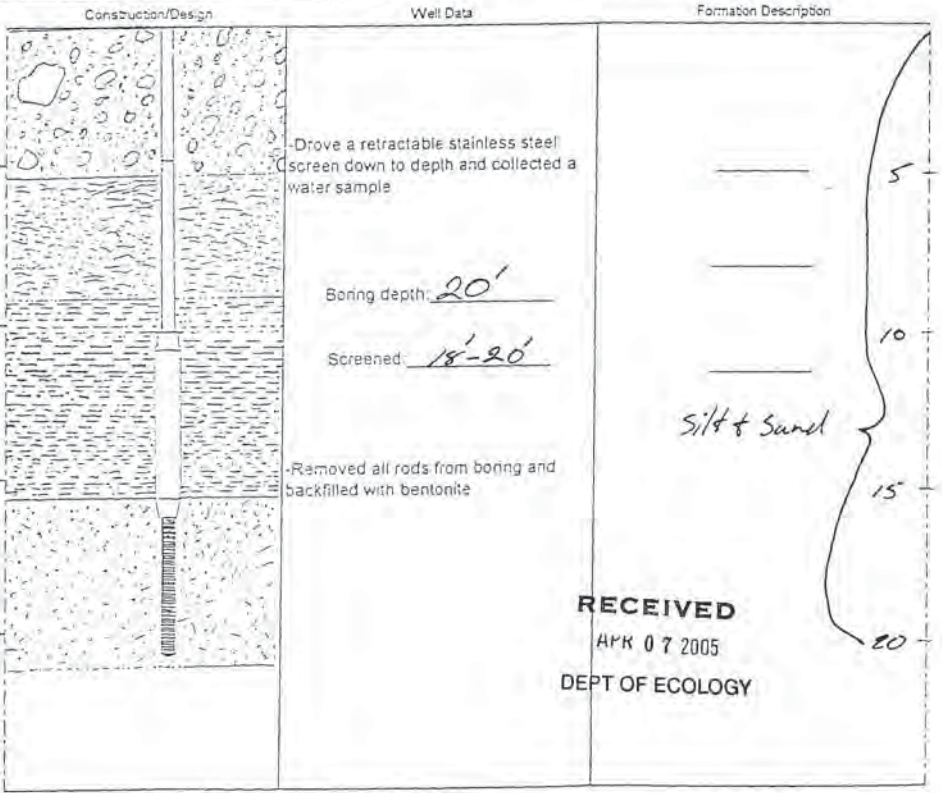 Construction/Design
Well Data
Formation Description
-Drove a retractable stainless steel
screen down to depth and collected a
water sample
Boring depth: 20'
Screened: 18'-20'
-Removed all rods from boring and
backfilled with bentonite
Silt & Sand
5
10
15
20
RECEIVED
APR 07 2005
DEPT OF ECOLOGY